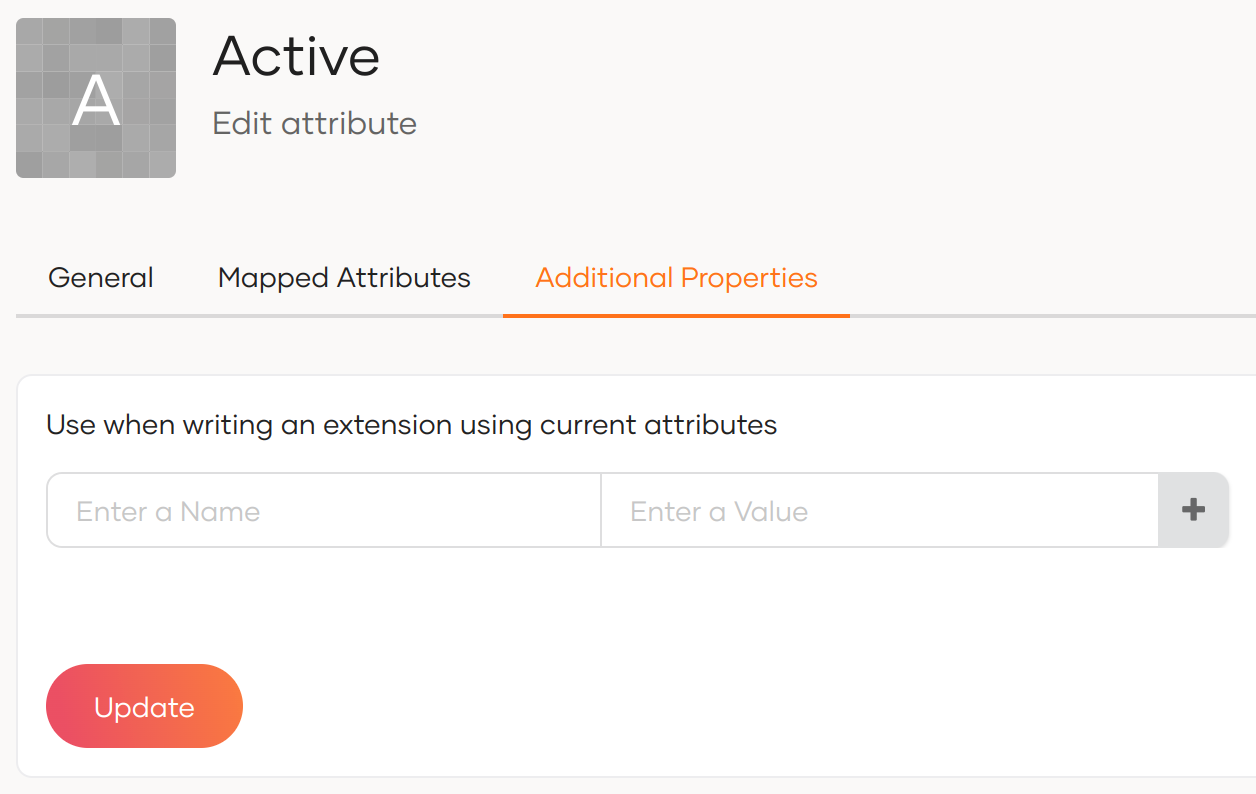 A
Active
Edit attribute
General Mapped Attributes Additional Properties
Use when writing an extension using current attributes
Enter a Name Enter a Value
Update